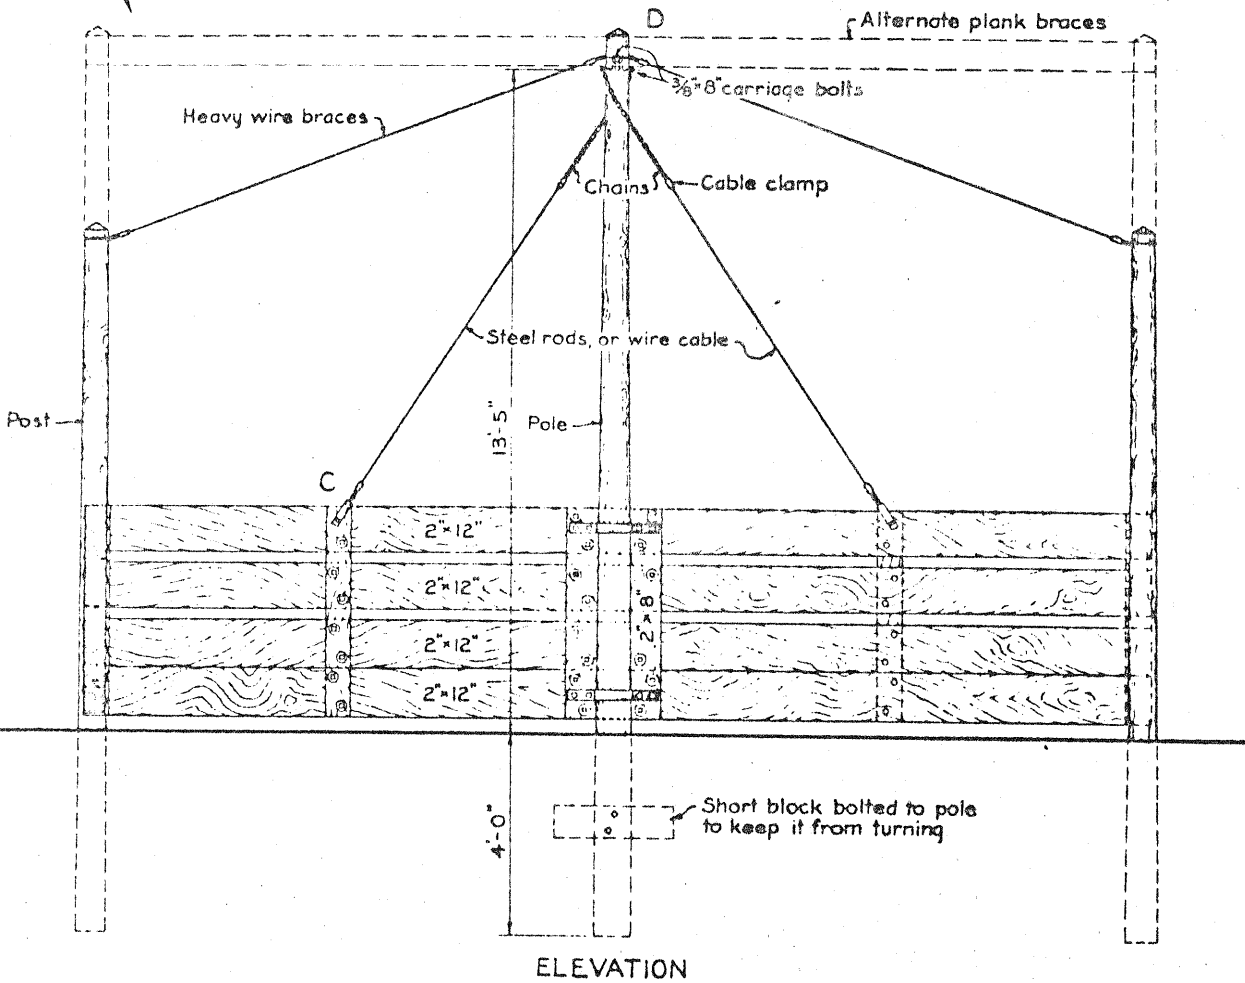 D
Alternate plank braces
3/8"×8" carriage bolts
Heavy wire braces
Chains
Cable clamp
Steel rods, or wire cable
13'-5"
Post
Pole
C
2"×12"
2"×12"
2"×8"
2"×12"
2"×12"
4'-0"
Short block bolted to pole
to keep it from turning
ELEVATION